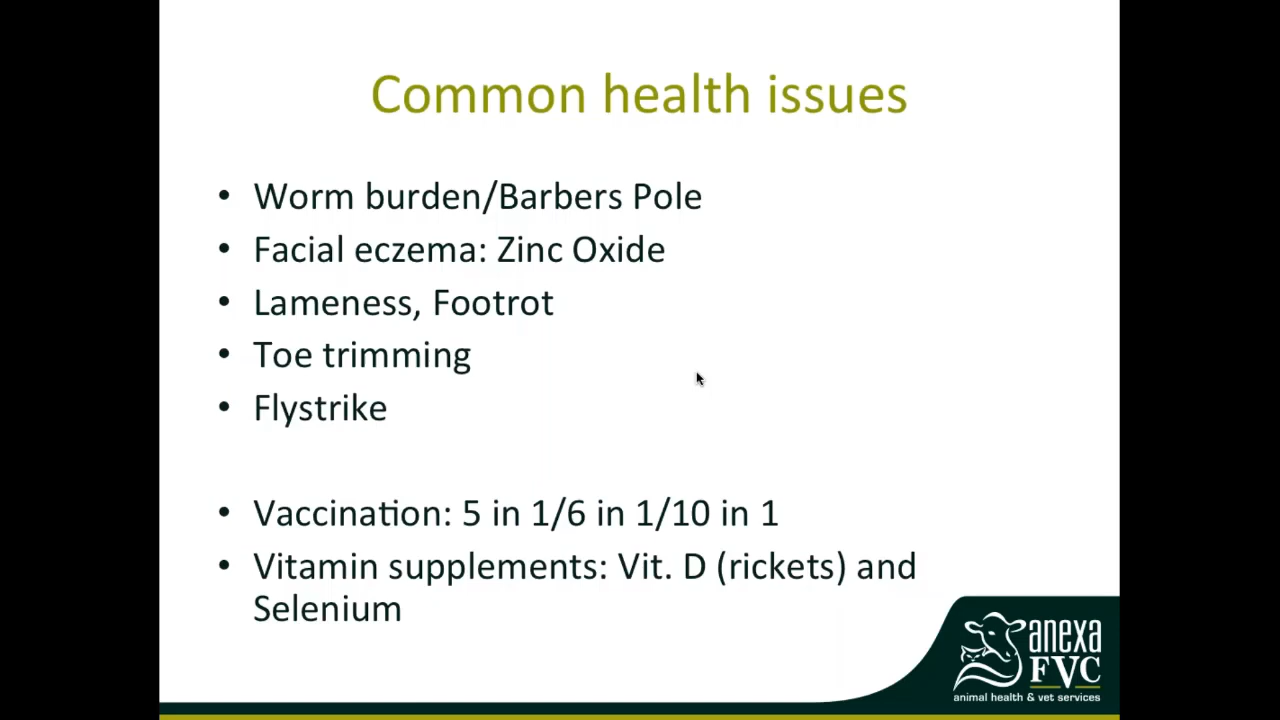 Common health issues
• Worm burden/Barbers Pole
• Facial eczema: Zinc Oxide
• Lameness, Footrot
• Toe trimming
• Flystrike
• Vaccination: 5 in 1/6 in 1/10 in 1
• Vitamin supplements: Vit. D (rickets) and
Selenium
anexa
FVC
animal health & vet services